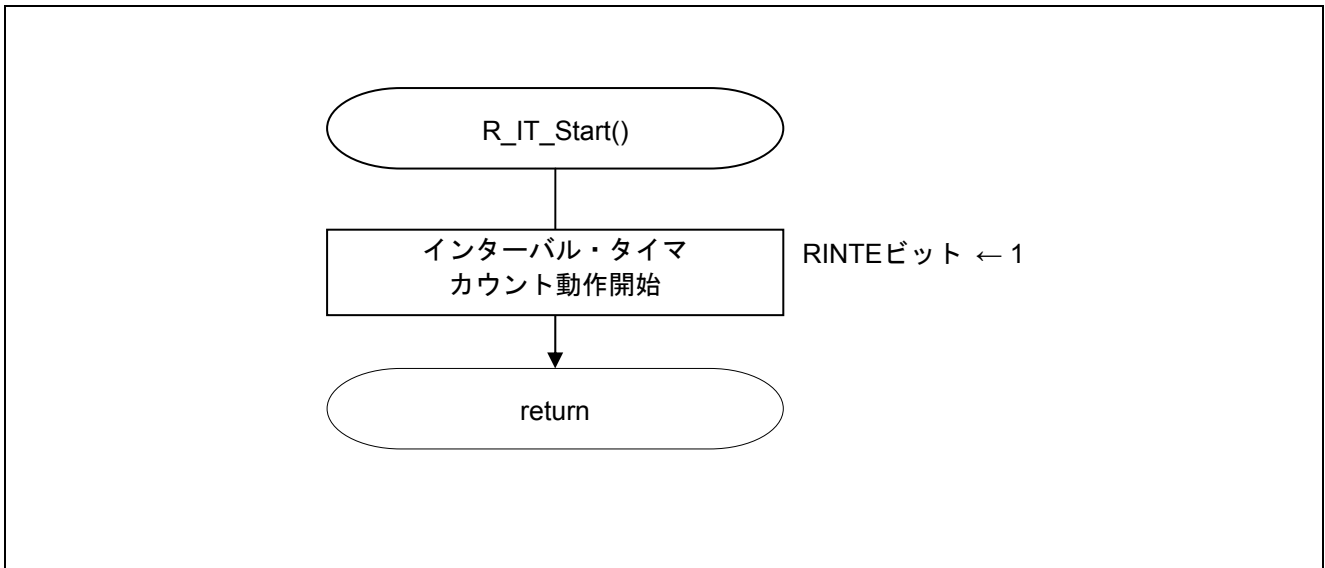 R_IT_Start()
インターバル・タイマ
カウント動作開始
RINTEビット ← 1
return